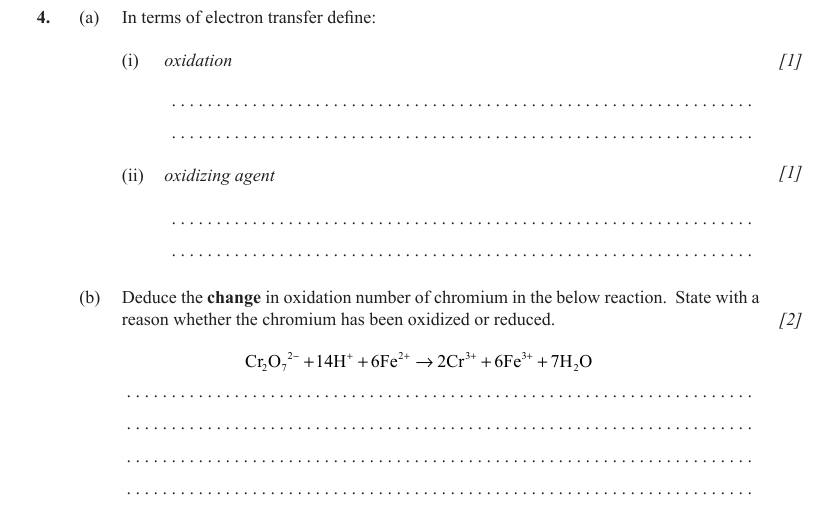 4. (a) In terms of electron transfer define:
(i) oxidation [1]
(ii) oxidizing agent [1]
(b) Deduce the change in oxidation number of chromium in the below reaction. State with a
reason whether the chromium has been oxidized or reduced. [2]
Cr₂O₇²⁻ + 14H⁺ + 6Fe²⁺ → 2Cr³⁺ + 6Fe³⁺ + 7H₂O